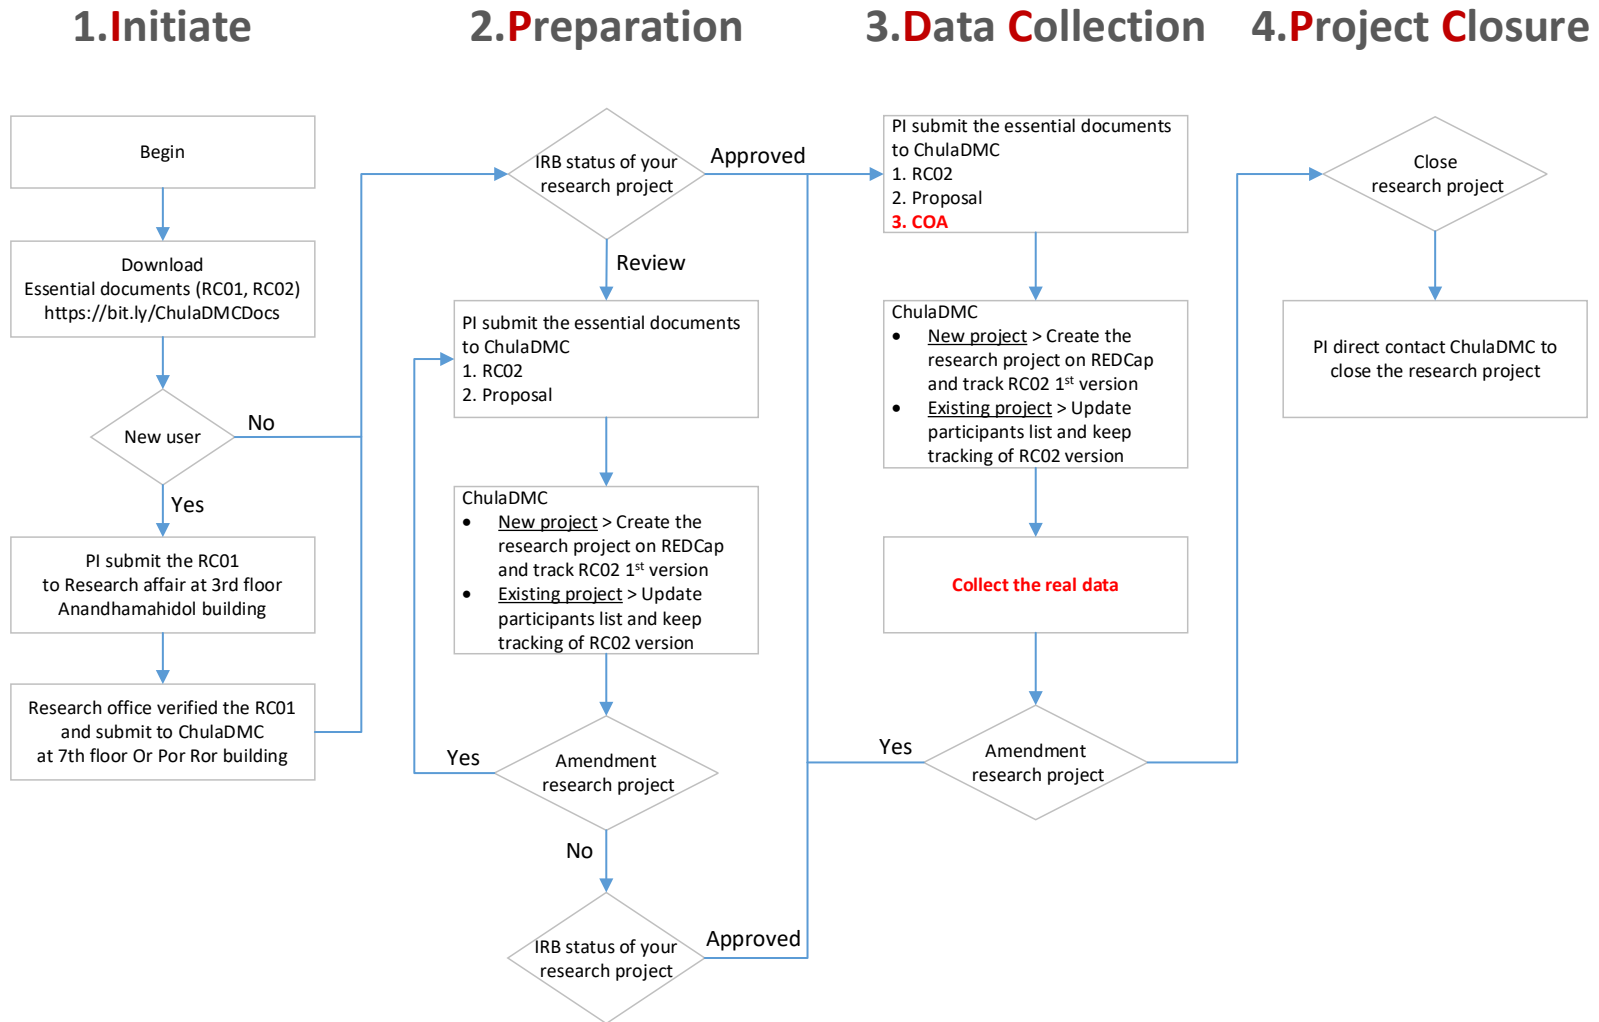 1.Initiate
2.Preparation
3.Data Collection
4.Project Closure
Begin
Download
Essential documents (RC01, RC02)
https://bit.ly/ChulaDMCDocs
New user
No
Yes
PI submit the RC01
to Research affair at 3rd floor
Anandhamahidol building
Research office verified the RC01
and submit to ChulaDMC
at 7th floor Or Por Ror building
IRB status of your
research project
Approved
Review
PI submit the essential documents
to ChulaDMC
1. RC02
2. Proposal
ChulaDMC
• New project > Create the
research project on REDCap
and track RC02 1st version
• Existing project > Update
participants list and keep
tracking of RC02 version
Amendment
research project
Yes
No
IRB status of your
research project
Approved
PI submit the essential documents
to ChulaDMC
1. RC02
2. Proposal
3. COA
ChulaDMC
• New project > Create the
research project on REDCap
and track RC02 1st version
• Existing project > Update
participants list and keep
tracking of RC02 version
Collect the real data
Amendment
research project
Yes
Close
research project
PI direct contact ChulaDMC to
close the research project